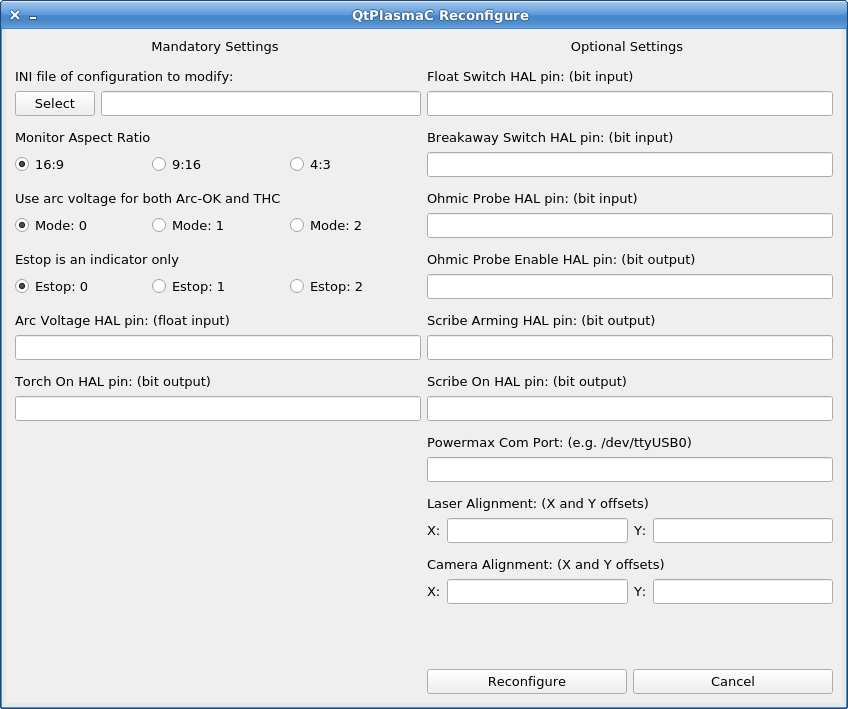 QtPlasmaC Reconfigure
Mandatory Settings
INI file of configuration to modify:
Select
Monitor Aspect Ratio
16:9 9:16 4:3
Use arc voltage for both Arc-OK and THC
Mode: 0 Mode: 1 Mode: 2
Estop is an indicator only
Estop: 0 Estop: 1 Estop: 2
Arc Voltage HAL pin: (float input)
Torch On HAL pin: (bit output)
Optional Settings
Float Switch HAL pin: (bit input)
Breakaway Switch HAL pin: (bit input)
Ohmic Probe HAL pin: (bit input)
Ohmic Probe Enable HAL pin: (bit output)
Scribe Arming HAL pin: (bit output)
Scribe On HAL pin: (bit output)
Powermax Com Port: (e.g. /dev/ttyUSB0)
Laser Alignment: (X and Y offsets)
X: Y:
Camera Alignment: (X and Y offsets)
X: Y:
Reconfigure Cancel